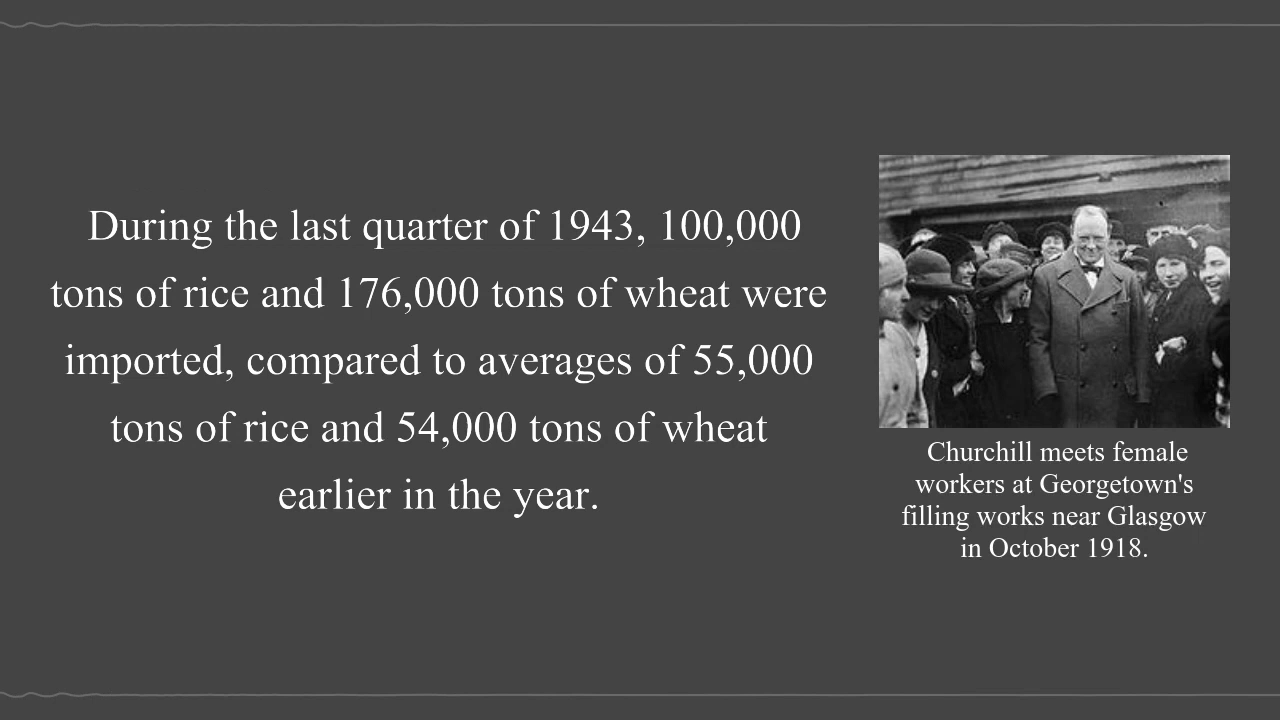 During the last quarter of 1943, 100,000
tons of rice and 176,000 tons of wheat were
imported, compared to averages of 55,000
tons of rice and 54,000 tons of wheat
earlier in the year.
Churchill meets female
workers at Georgetown's
filling works near Glasgow
in October 1918.